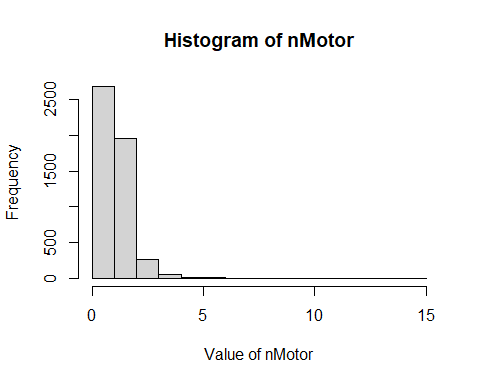 Histogram of nMotor
Frequency
2500
1500
500
0
0 5 10 15
Value of nMotor